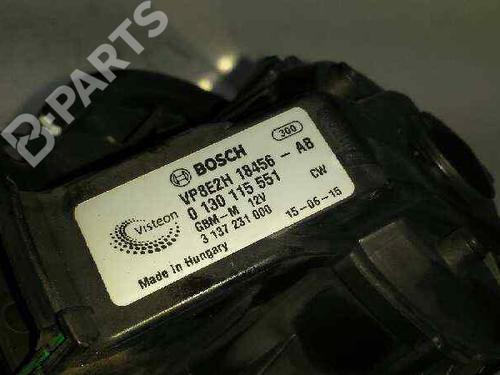 B-PARTS
BOSCH
300
VP8E2H 18456 - AB
0 130 115 551
CW
GBM-M 12V
3 137 231 000
15-06-15
Visteon
Made in Hungary